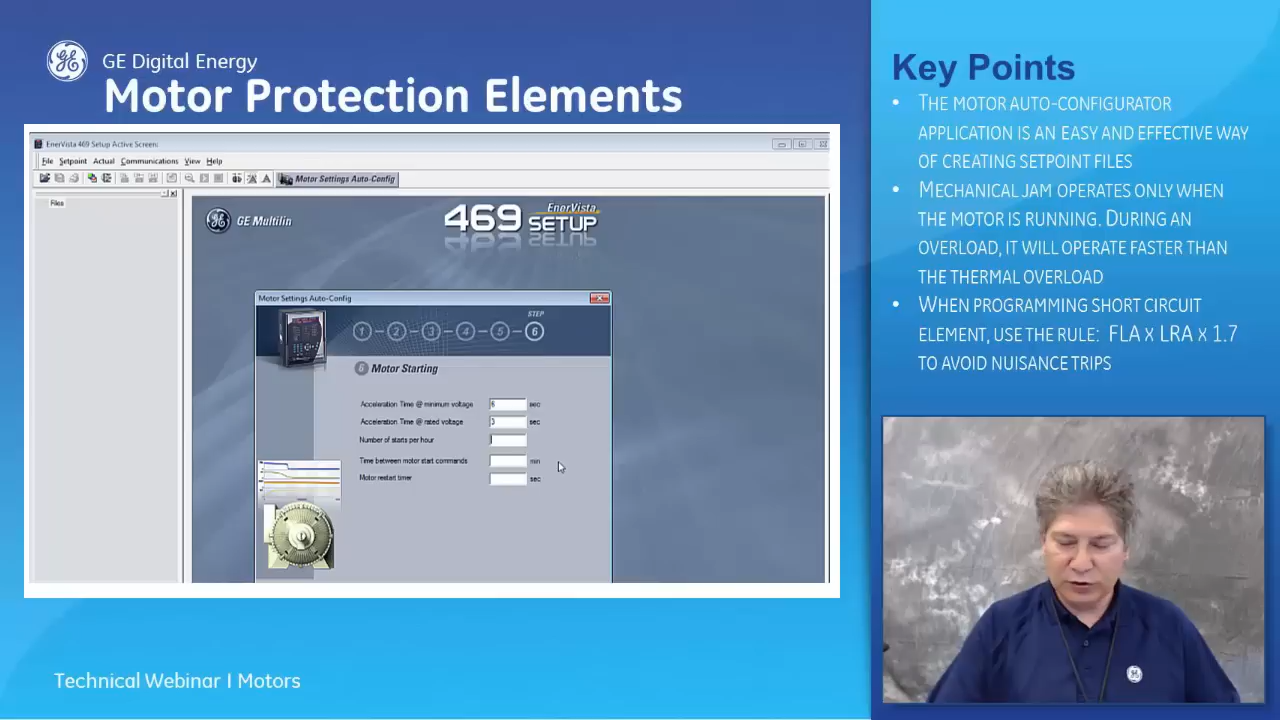 GE Digital Energy
Motor Protection Elements
EnerVista 469 Setup Active Screen:
File Setpoint Actual Communications View Help
Motor Settings Auto-Config
Files
GE Multilin
469 EnerVista SETUP
Motor Settings Auto-Config
STEP
1 2 3 4 5 6
6 Motor Starting
Acceleration Time @ minimum voltage 6 sec
Acceleration Time @ rated voltage 3 sec
Number of starts per hour
Time between motor start commands min
Motor restart timer sec
Technical Webinar | Motors
Key Points
• THE MOTOR AUTO-CONFIGURATOR
APPLICATION IS AN EASY AND EFFECTIVE WAY
OF CREATING SETPOINT FILES
• MECHANICAL JAM OPERATES ONLY WHEN
THE MOTOR IS RUNNING. DURING AN
OVERLOAD, IT WILL OPERATE FASTER THAN
THE THERMAL OVERLOAD
• WHEN PROGRAMMING SHORT CIRCUIT
ELEMENT, USE THE RULE: FLA x LRA x 1.7
TO AVOID NUISANCE TRIPS